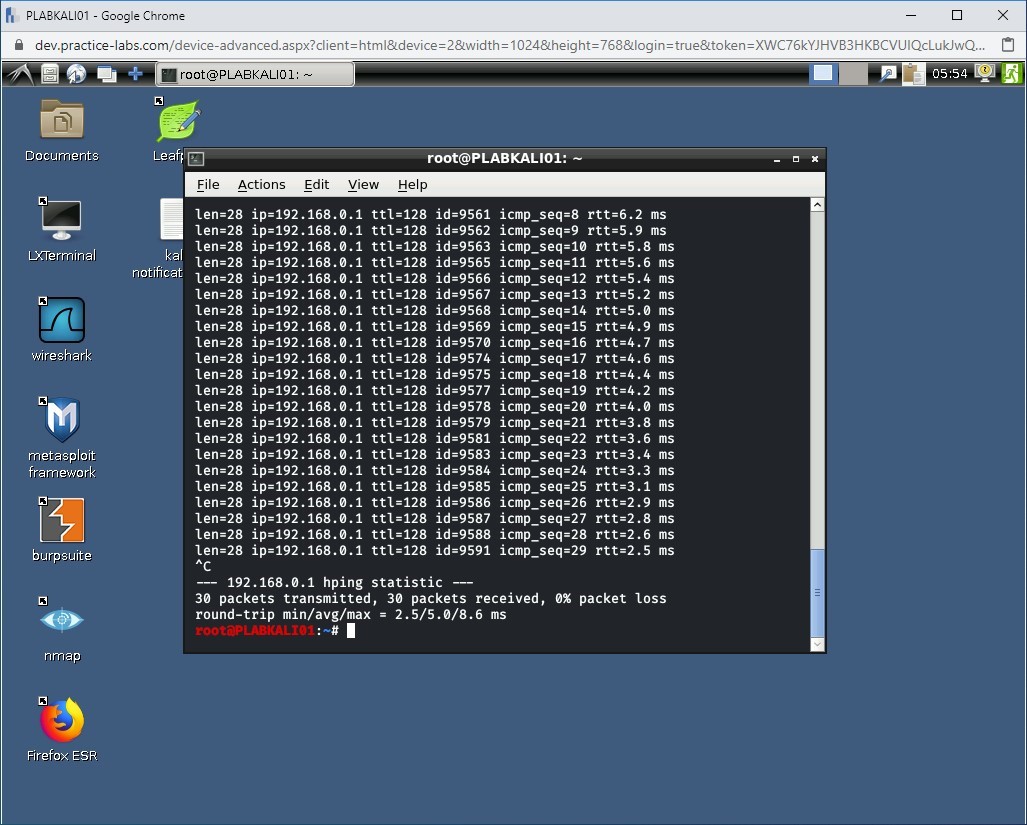 PLABKALI01 - Google Chrome
dev.practice-labs.com/device-advanced.aspx?client=html&device=2&width=1024&height=768&login=true&token=XWC76kYJHVB3HKBCVUIQcLukJwQ...
root@PLABKALI01: ~
05:54
Documents
Leafp
LXTerminal
kal
notificat
wireshark
metasploit
framework
burpsuite
nmap
Firefox ESR
root@PLABKALI01: ~
File Actions Edit View Help
len=28 ip=192.168.0.1 ttl=128 id=9561 icmp_seq=8 rtt=6.2 ms
len=28 ip=192.168.0.1 ttl=128 id=9562 icmp_seq=9 rtt=5.9 ms
len=28 ip=192.168.0.1 ttl=128 id=9563 icmp_seq=10 rtt=5.8 ms
len=28 ip=192.168.0.1 ttl=128 id=9565 icmp_seq=11 rtt=5.6 ms
len=28 ip=192.168.0.1 ttl=128 id=9566 icmp_seq=12 rtt=5.4 ms
len=28 ip=192.168.0.1 ttl=128 id=9567 icmp_seq=13 rtt=5.2 ms
len=28 ip=192.168.0.1 ttl=128 id=9568 icmp_seq=14 rtt=5.0 ms
len=28 ip=192.168.0.1 ttl=128 id=9569 icmp_seq=15 rtt=4.9 ms
len=28 ip=192.168.0.1 ttl=128 id=9570 icmp_seq=16 rtt=4.7 ms
len=28 ip=192.168.0.1 ttl=128 id=9574 icmp_seq=17 rtt=4.6 ms
len=28 ip=192.168.0.1 ttl=128 id=9575 icmp_seq=18 rtt=4.4 ms
len=28 ip=192.168.0.1 ttl=128 id=9577 icmp_seq=19 rtt=4.2 ms
len=28 ip=192.168.0.1 ttl=128 id=9578 icmp_seq=20 rtt=4.0 ms
len=28 ip=192.168.0.1 ttl=128 id=9579 icmp_seq=21 rtt=3.8 ms
len=28 ip=192.168.0.1 ttl=128 id=9581 icmp_seq=22 rtt=3.6 ms
len=28 ip=192.168.0.1 ttl=128 id=9583 icmp_seq=23 rtt=3.4 ms
len=28 ip=192.168.0.1 ttl=128 id=9584 icmp_seq=24 rtt=3.3 ms
len=28 ip=192.168.0.1 ttl=128 id=9585 icmp_seq=25 rtt=3.1 ms
len=28 ip=192.168.0.1 ttl=128 id=9586 icmp_seq=26 rtt=2.9 ms
len=28 ip=192.168.0.1 ttl=128 id=9587 icmp_seq=27 rtt=2.8 ms
len=28 ip=192.168.0.1 ttl=128 id=9588 icmp_seq=28 rtt=2.6 ms
len=28 ip=192.168.0.1 ttl=128 id=9591 icmp_seq=29 rtt=2.5 ms
^C
--- 192.168.0.1 hping statistic ---
30 packets transmitted, 30 packets received, 0% packet loss
round-trip min/avg/max = 2.5/5.0/8.6 ms
root@PLABKALI01:~#